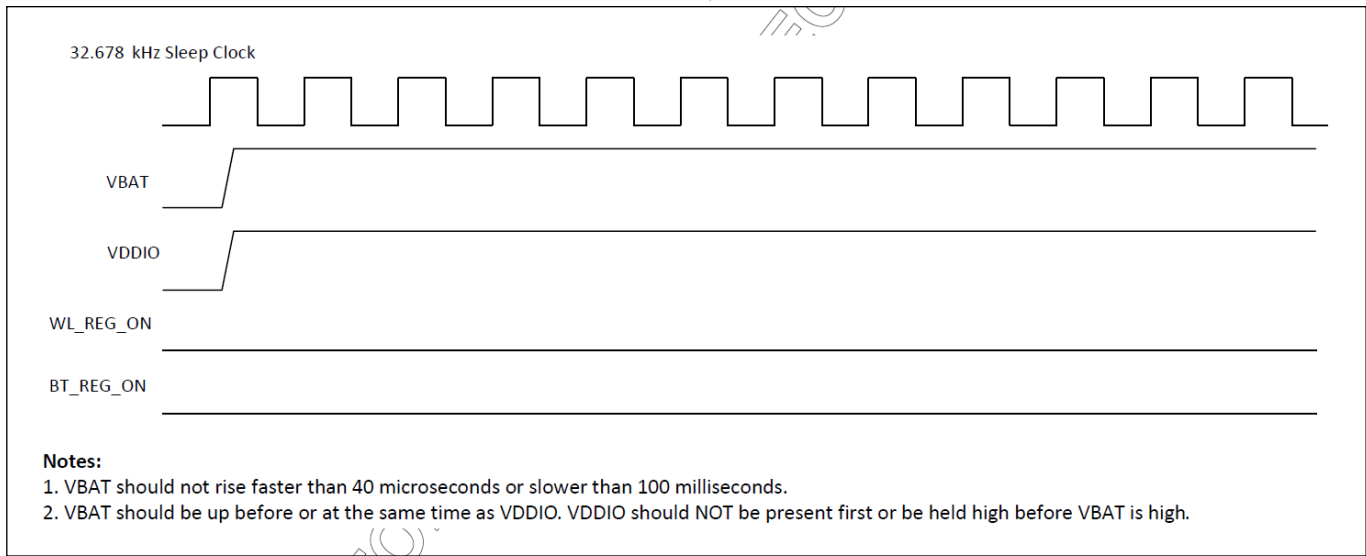 32.678 kHz Sleep Clock
VBAT
VDDIO
WL_REG_ON
BT_REG_ON
Notes:
1. VBAT should not rise faster than 40 microseconds or slower than 100 milliseconds.
2. VBAT should be up before or at the same time as VDDIO. VDDIO should NOT be present first or be held high before VBAT is high.